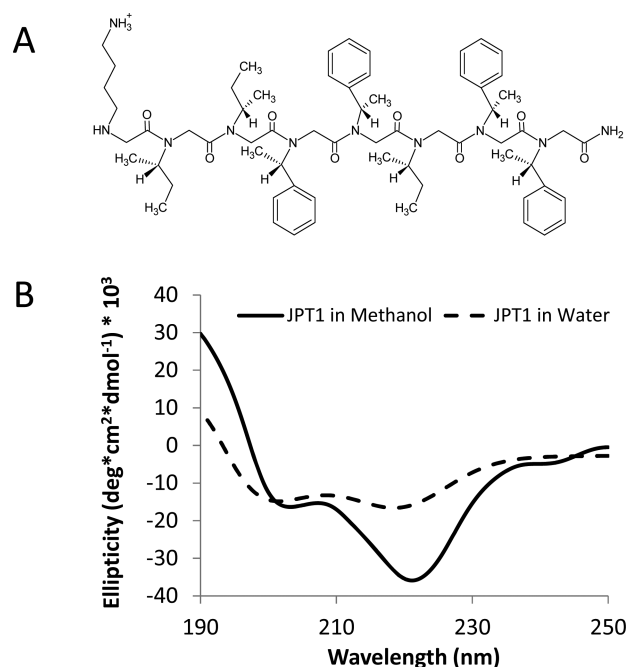 A
NH₃⁺
CH₃
CH₃ CH₃ CH₃
H H H
O O O O
HN N N N N N N N NH₂
O O O O
H₃C H₃C H₃C H₃C
H H H H
H₃C H₃C
B
Ellipticity (deg*cm²*dmol⁻¹) * 10³
JPT1 in Methanol JPT1 in Water
40
30
20
10
0
-10
-20
-30
-40
190 210 230 250
Wavelength (nm)